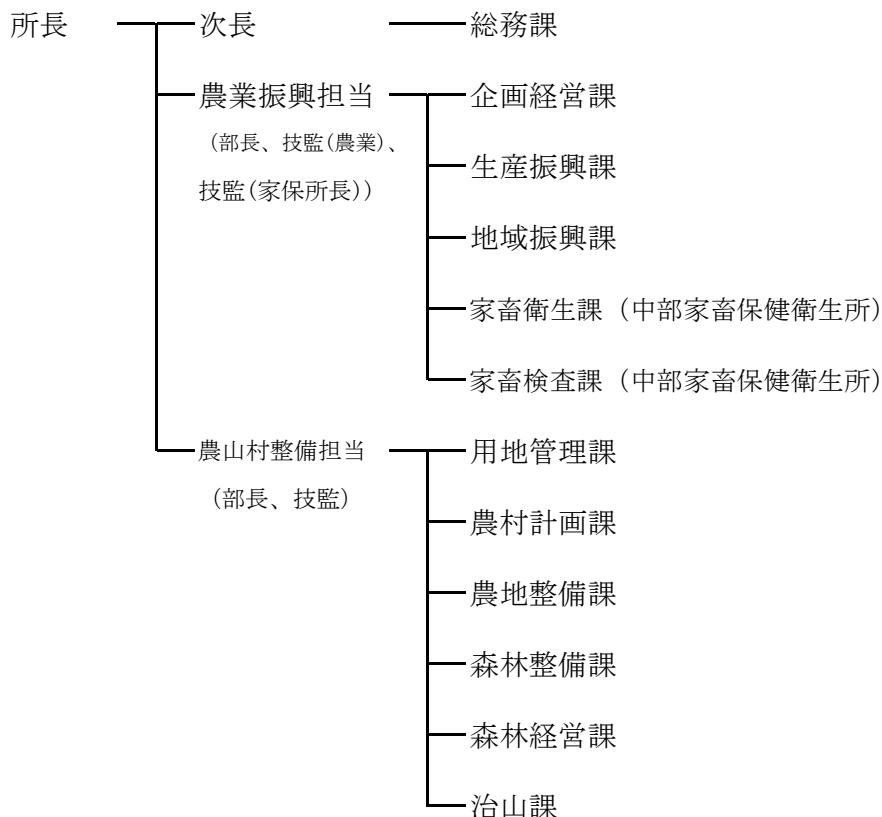 所長 次長 総務課
農業振興担当 企画経営課
(部長、技監(農業)、
生産振興課
技監(家保所長))
地域振興課
家畜衛生課（中部家畜保健衛生所）
家畜検査課（中部家畜保健衛生所）
農山村整備担当 用地管理課
(部長、技監)
農村計画課
農地整備課
森林整備課
森林経営課
治山課